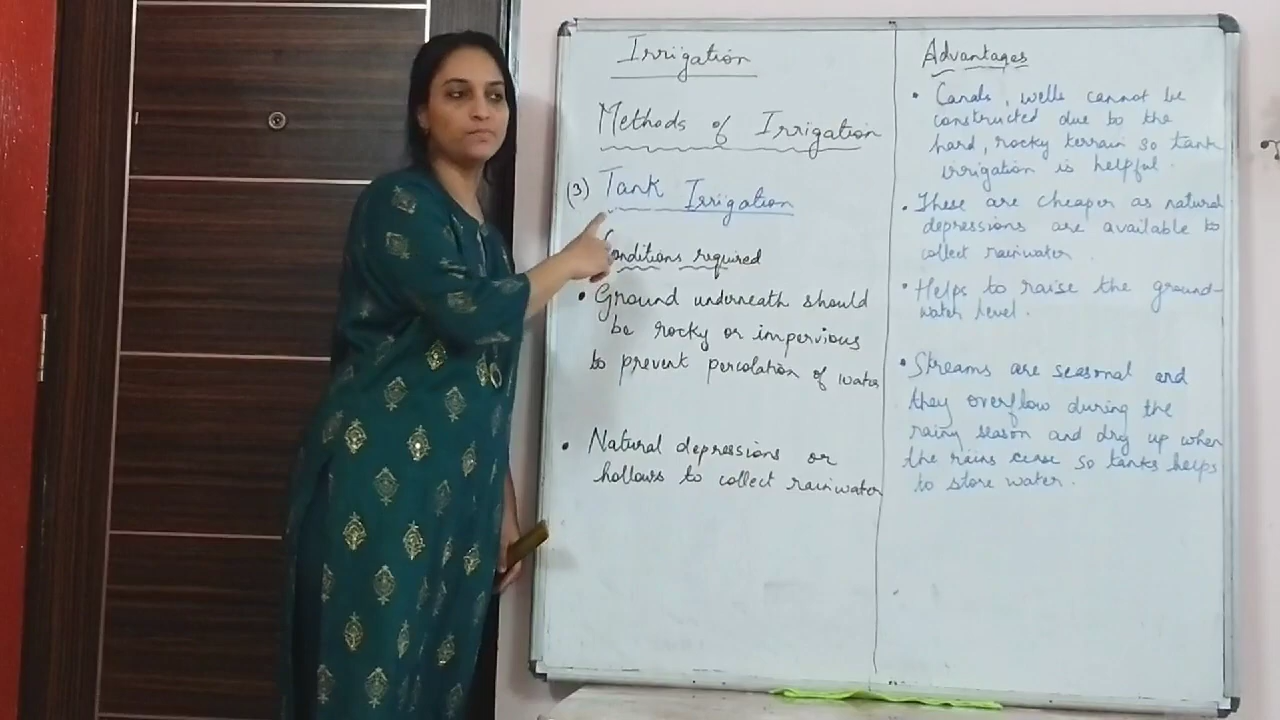 Irrigation
Methods of Irrigation
(3) Tank Irrigation
Conditions required
• Ground underneath should
be rocky or impervious
to prevent percolation of water
• Natural depressions or
hollows to collect rainwater
Advantages
• Canals, wells cannot be
constructed due to the
hard, rocky terrain so tank
irrigation is helpful.
• These are cheaper as natural
depressions are available to
collect rainwater.
• Helps to raise the ground-
water level.
• Streams are seasonal and
they overflow during the
rainy season and dry up when
the rains cease so tanks helps
to store water.